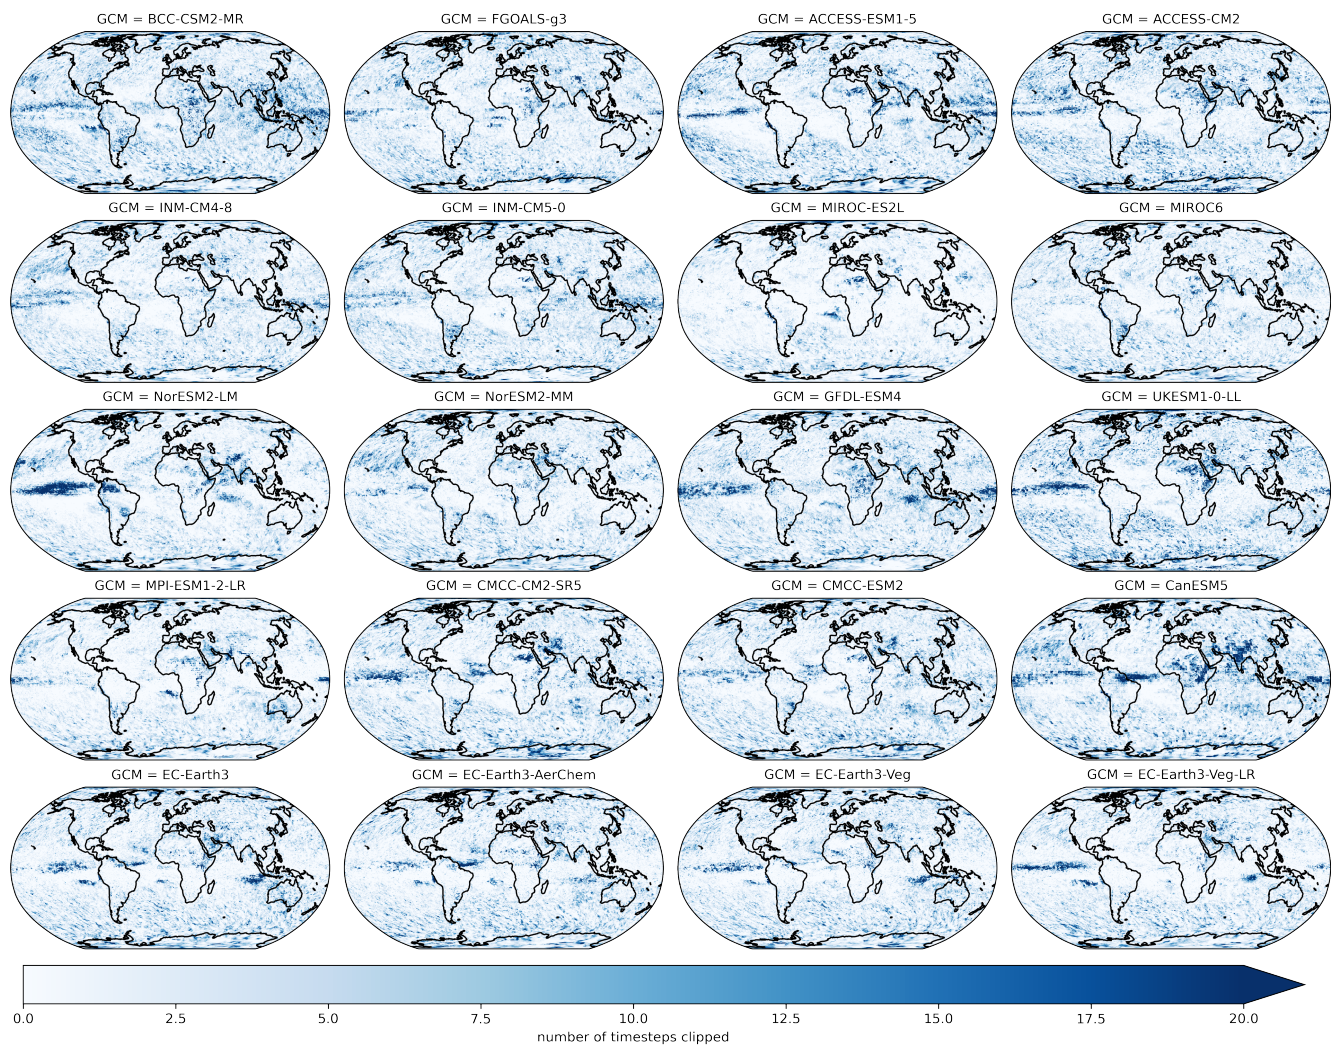 GCM = BCC-CSM2-MR
GCM = FGOALS-g3
GCM = ACCESS-ESM1-5
GCM = ACCESS-CM2
GCM = INM-CM4-8
GCM = INM-CM5-0
GCM = MIROC-ES2L
GCM = MIROC6
GCM = NorESM2-LM
GCM = NorESM2-MM
GCM = GFDL-ESM4
GCM = UKESM1-0-LL
GCM = MPI-ESM1-2-LR
GCM = CMCC-CM2-SR5
GCM = CMCC-ESM2
GCM = CanESM5
GCM = EC-Earth3
GCM = EC-Earth3-AerChem
GCM = EC-Earth3-Veg
GCM = EC-Earth3-Veg-LR
0.0 2.5 5.0 7.5 10.0 12.5 15.0 17.5 20.0
number of timesteps clipped